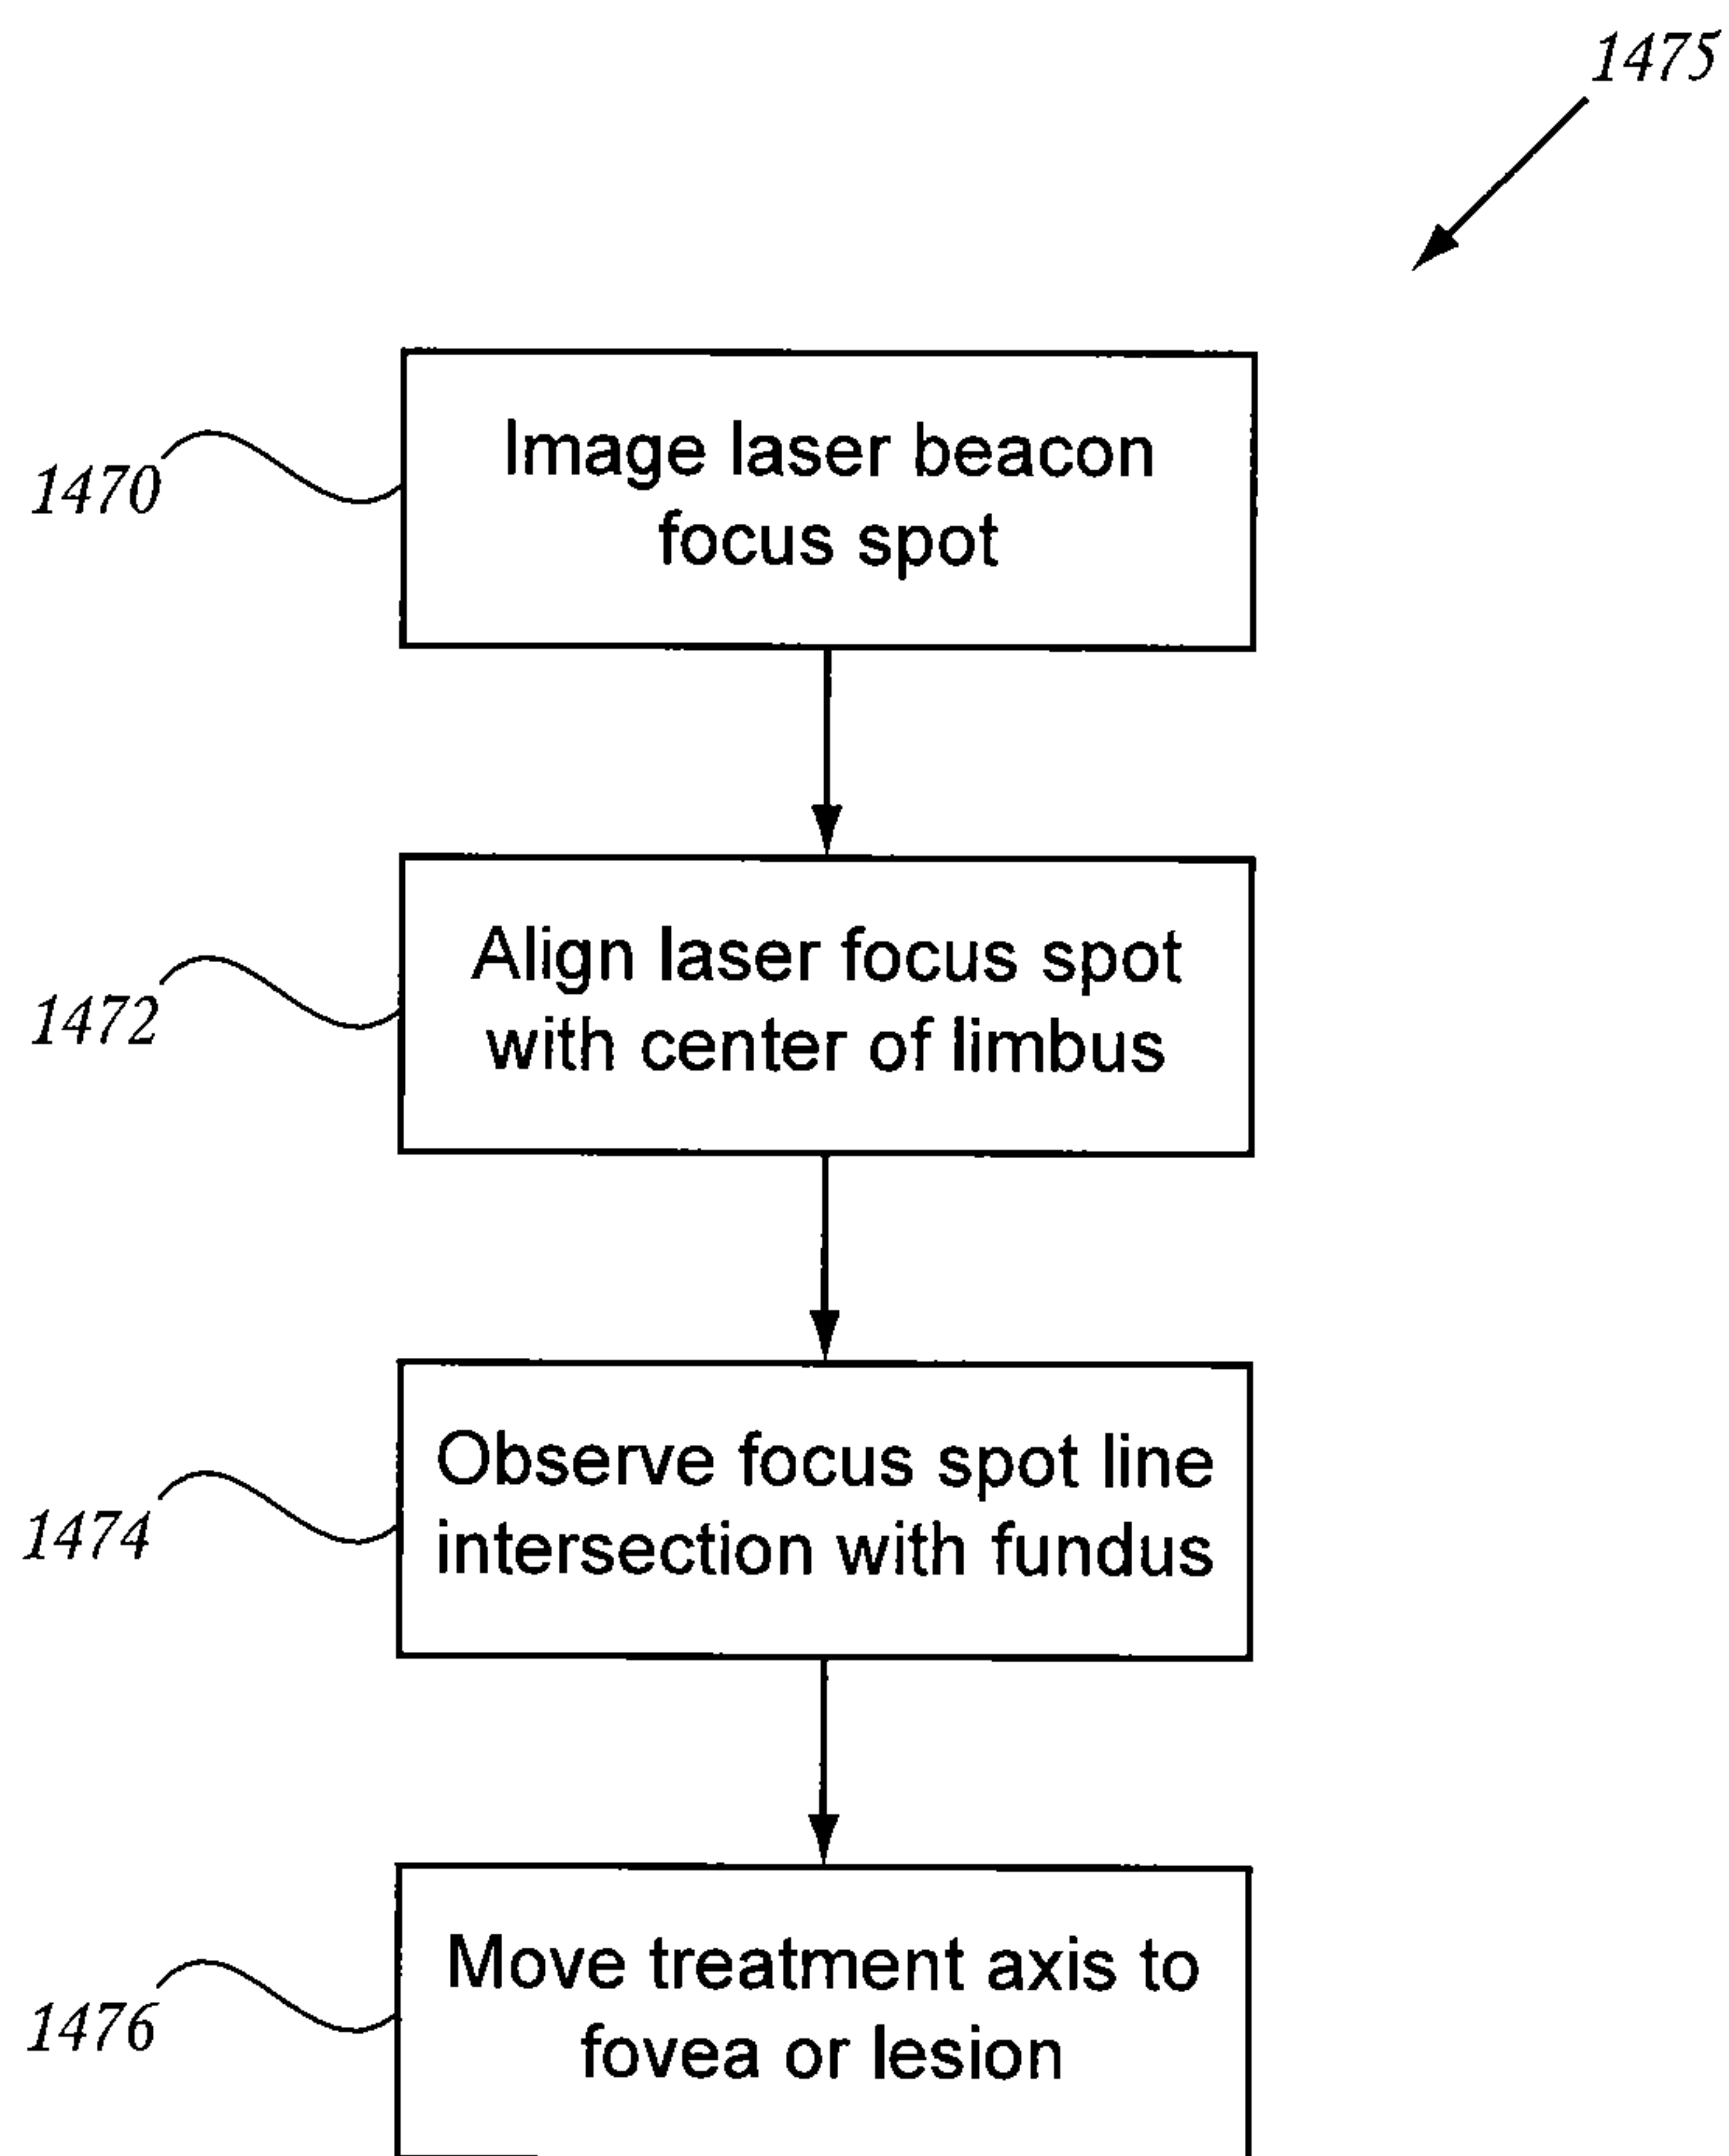 1475
Image laser beacon
focus spot
1470
Align laser focus spot
with center of limbus
1472
Observe focus spot line
intersection with fundus
1474
Move treatment axis to
fovea or lesion
1476